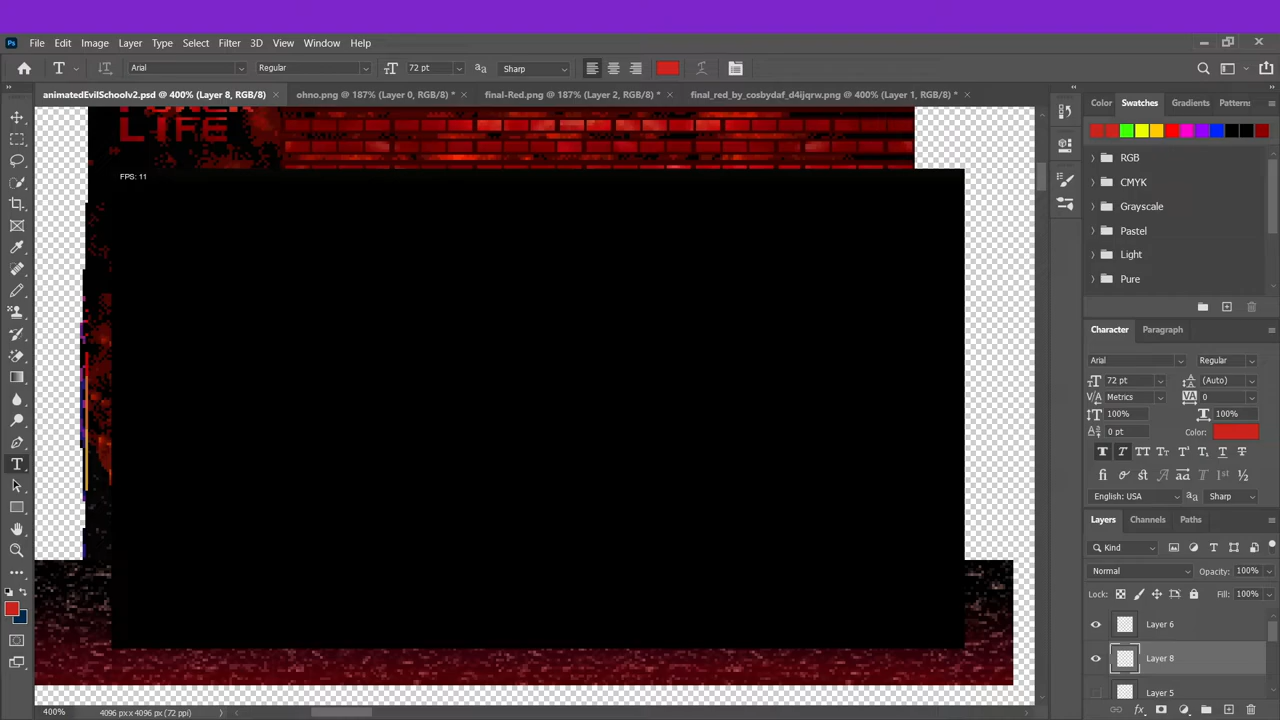 Ps File Edit Image Layer Type Select Filter 3D View Window Help
T Arial Regular 72 pt Sharp
animatedEvilSchoolv2.psd @ 400% (Layer 8, RGB/8) × ohno.png @ 187% (Layer 0, RGB/8) * × final-Red.png @ 187% (Layer 2, RGB/8) * × final_red_by_cosbydaf_d4ijqrw.png @ 400% (Layer 1, RGB/8) * ×
LIFE
FPS: 11
Color Swatches Gradients Patterns
RGB
CMYK
Grayscale
Pastel
Light
Pure
Character Paragraph
Arial Regular
72 pt (Auto)
Metrics 0
100% 100%
0 pt Color:
English: USA Sharp
Layers Channels Paths
Kind
Normal Opacity: 100%
Lock: Fill: 100%
Layer 6
Layer 8
Layer 5
400% 4096 px x 4096 px (72 ppi)